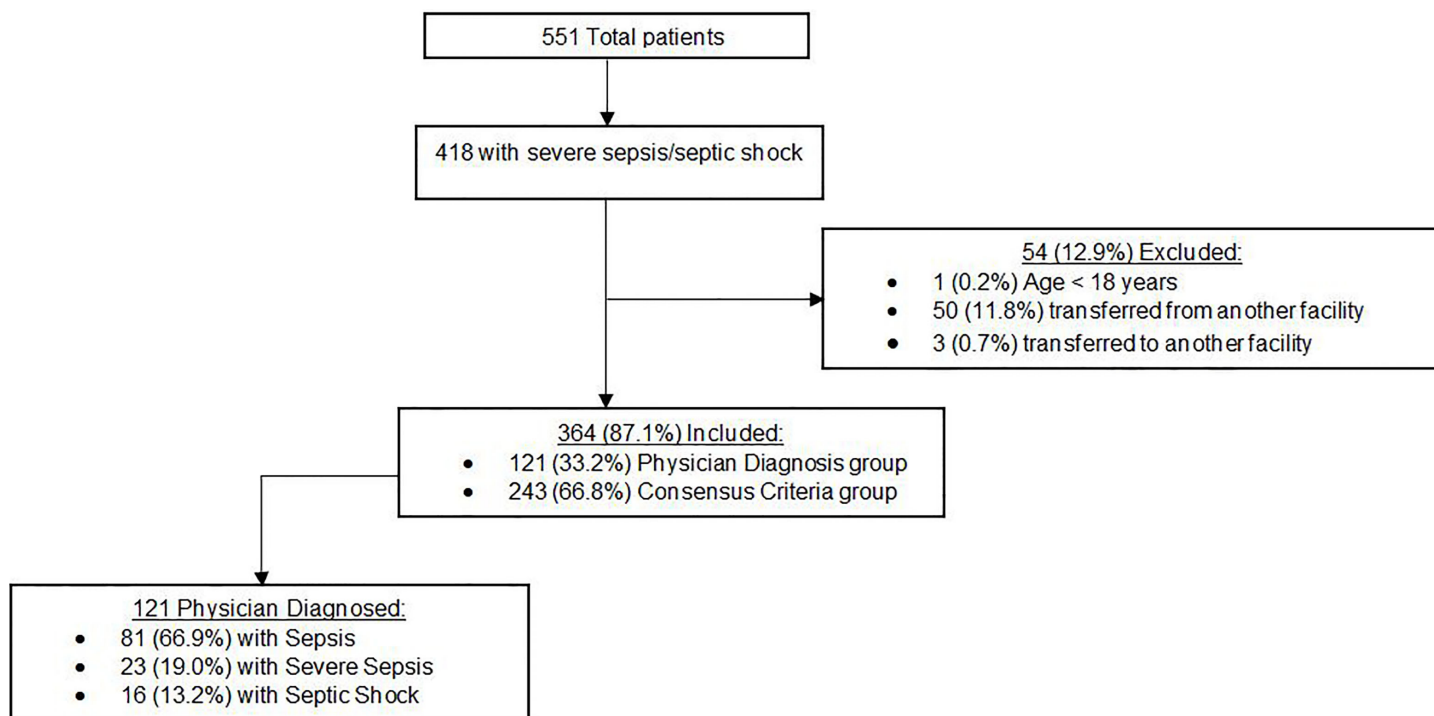 551 Total patients
418 with severe sepsis/septic shock
54 (12.9%) Excluded:
• 1 (0.2%) Age < 18 years
• 50 (11.8%) transferred from another facility
• 3 (0.7%) transferred to another facility
364 (87.1%) Included:
• 121 (33.2%) Physician Diagnosis group
• 243 (66.8%) Consensus Criteria group
121 Physician Diagnosed:
• 81 (66.9%) with Sepsis
• 23 (19.0%) with Severe Sepsis
• 16 (13.2%) with Septic Shock